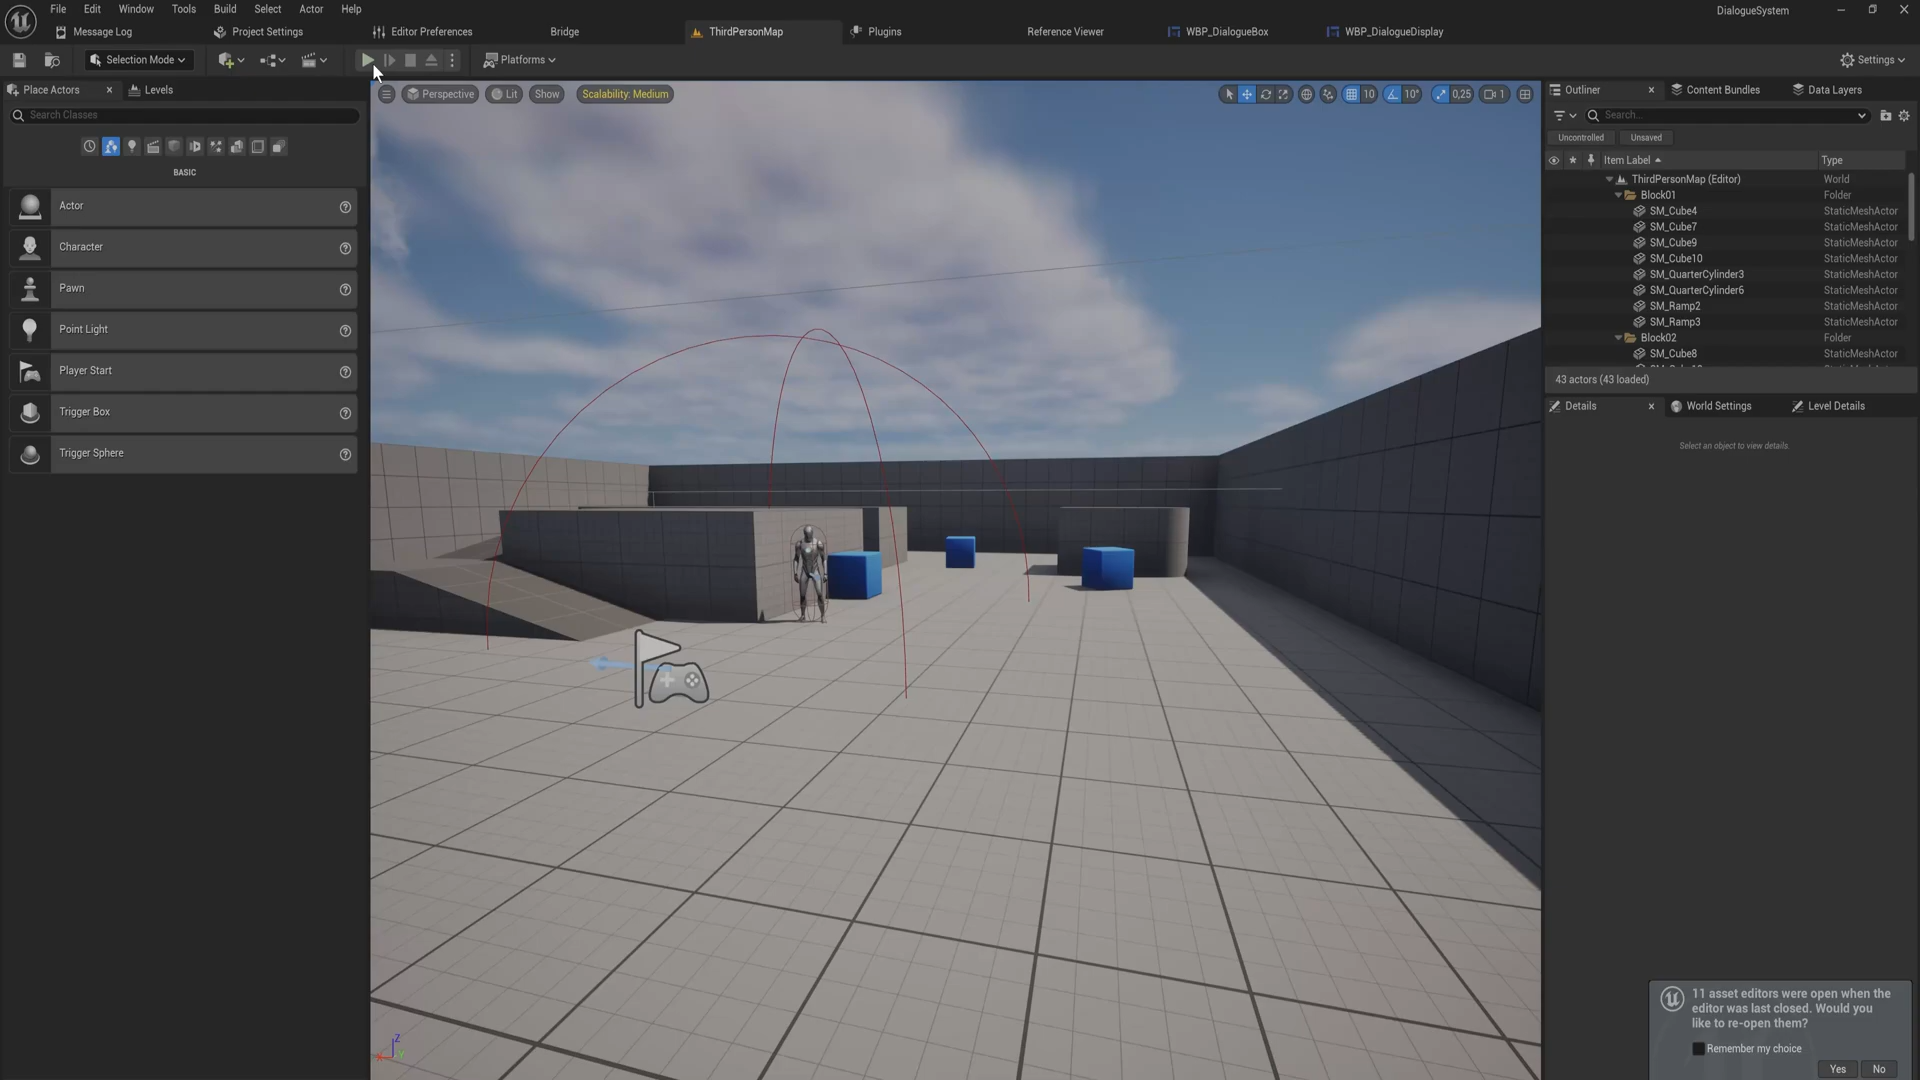 File Edit Window Tools Build Select Actor Help
DialogueSystem
Message Log
Project Settings
Editor Preferences
Bridge
ThirdPersonMap
Plugins
Reference Viewer
WBP_DialogueBox
WBP_DialogueDisplay
Selection Mode
Platforms
Settings
Place Actors
Levels
Search Classes
BASIC
Actor
Character
Pawn
Point Light
Player Start
Trigger Box
Trigger Sphere
Perspective
Lit
Show
Scalability: Medium
10
10°
0,25
1
Outliner
Content Bundles
Data Layers
Search...
Uncontrolled
Unsaved
Item Label
Type
ThirdPersonMap (Editor) World
Block01 Folder
SM_Cube4 StaticMeshActor
SM_Cube7 StaticMeshActor
SM_Cube9 StaticMeshActor
SM_Cube10 StaticMeshActor
SM_QuarterCylinder3 StaticMeshActor
SM_QuarterCylinder6 StaticMeshActor
SM_Ramp2 StaticMeshActor
SM_Ramp3 StaticMeshActor
Block02 Folder
SM_Cube8 StaticMeshActor
43 actors (43 loaded)
Details
World Settings
Level Details
Select an object to view details.
Z
X
Y
11 asset editors were open when the
editor was last closed. Would you
like to re-open them?
Remember my choice
Yes
No